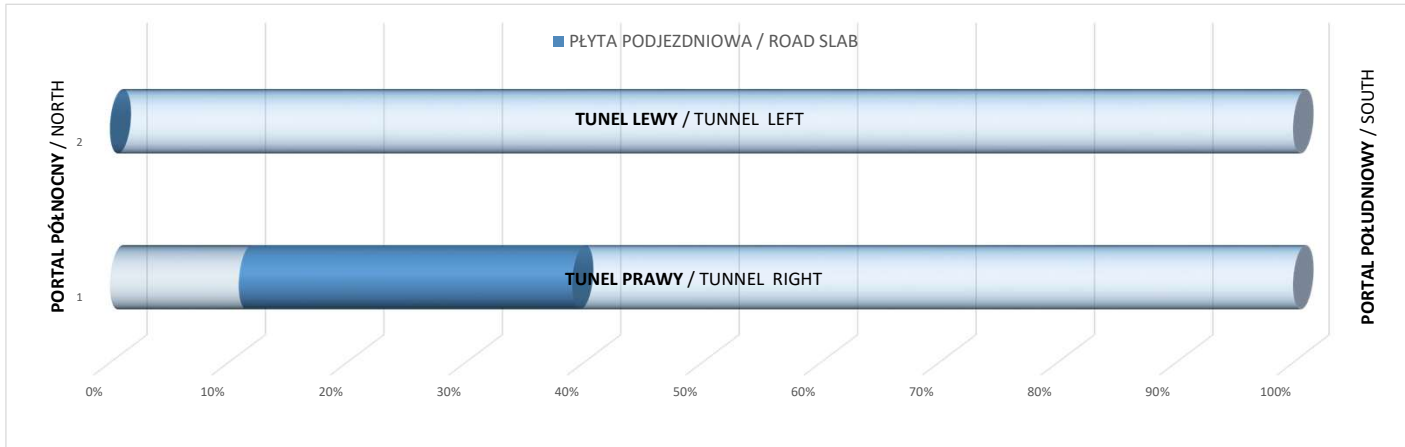 PŁYTA PODJEZDNIOWA / ROAD SLAB
PORTAL PÓŁNOCNY / NORTH
2
TUNEL LEWY / TUNNEL LEFT
1
TUNEL PRAWY / TUNNEL RIGHT
PORTAL POŁUDNIOWY / SOUTH
0% 10% 20% 30% 40% 50% 60% 70% 80% 90% 100%